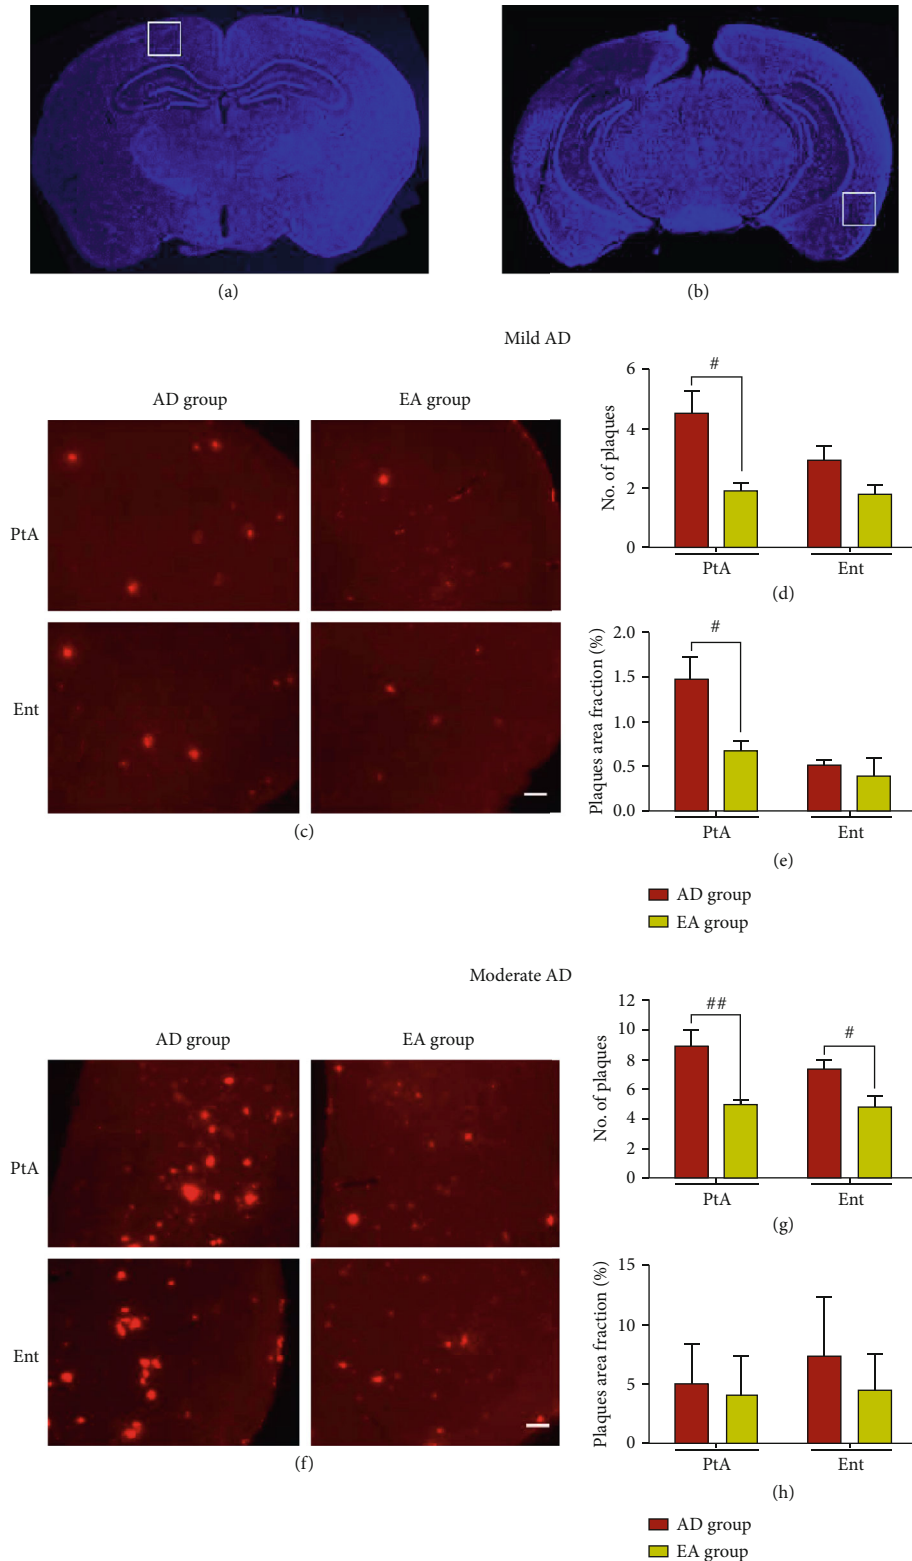 (a)
(b)
Mild AD
AD group
EA group
PtA
Ent
(c)
No. of plaques
6
4
2
0
#
PtA
Ent
(d)
Plaques area fraction (%)
2.0
1.5
1.0
0.5
0.0
#
PtA
Ent
(e)
AD group
EA group
Moderate AD
AD group
EA group
PtA
Ent
(f)
No. of plaques
12
10
8
6
4
2
0
##
#
PtA
Ent
(g)
Plaques area fraction (%)
15
10
5
0
PtA
Ent
(h)
AD group
EA group